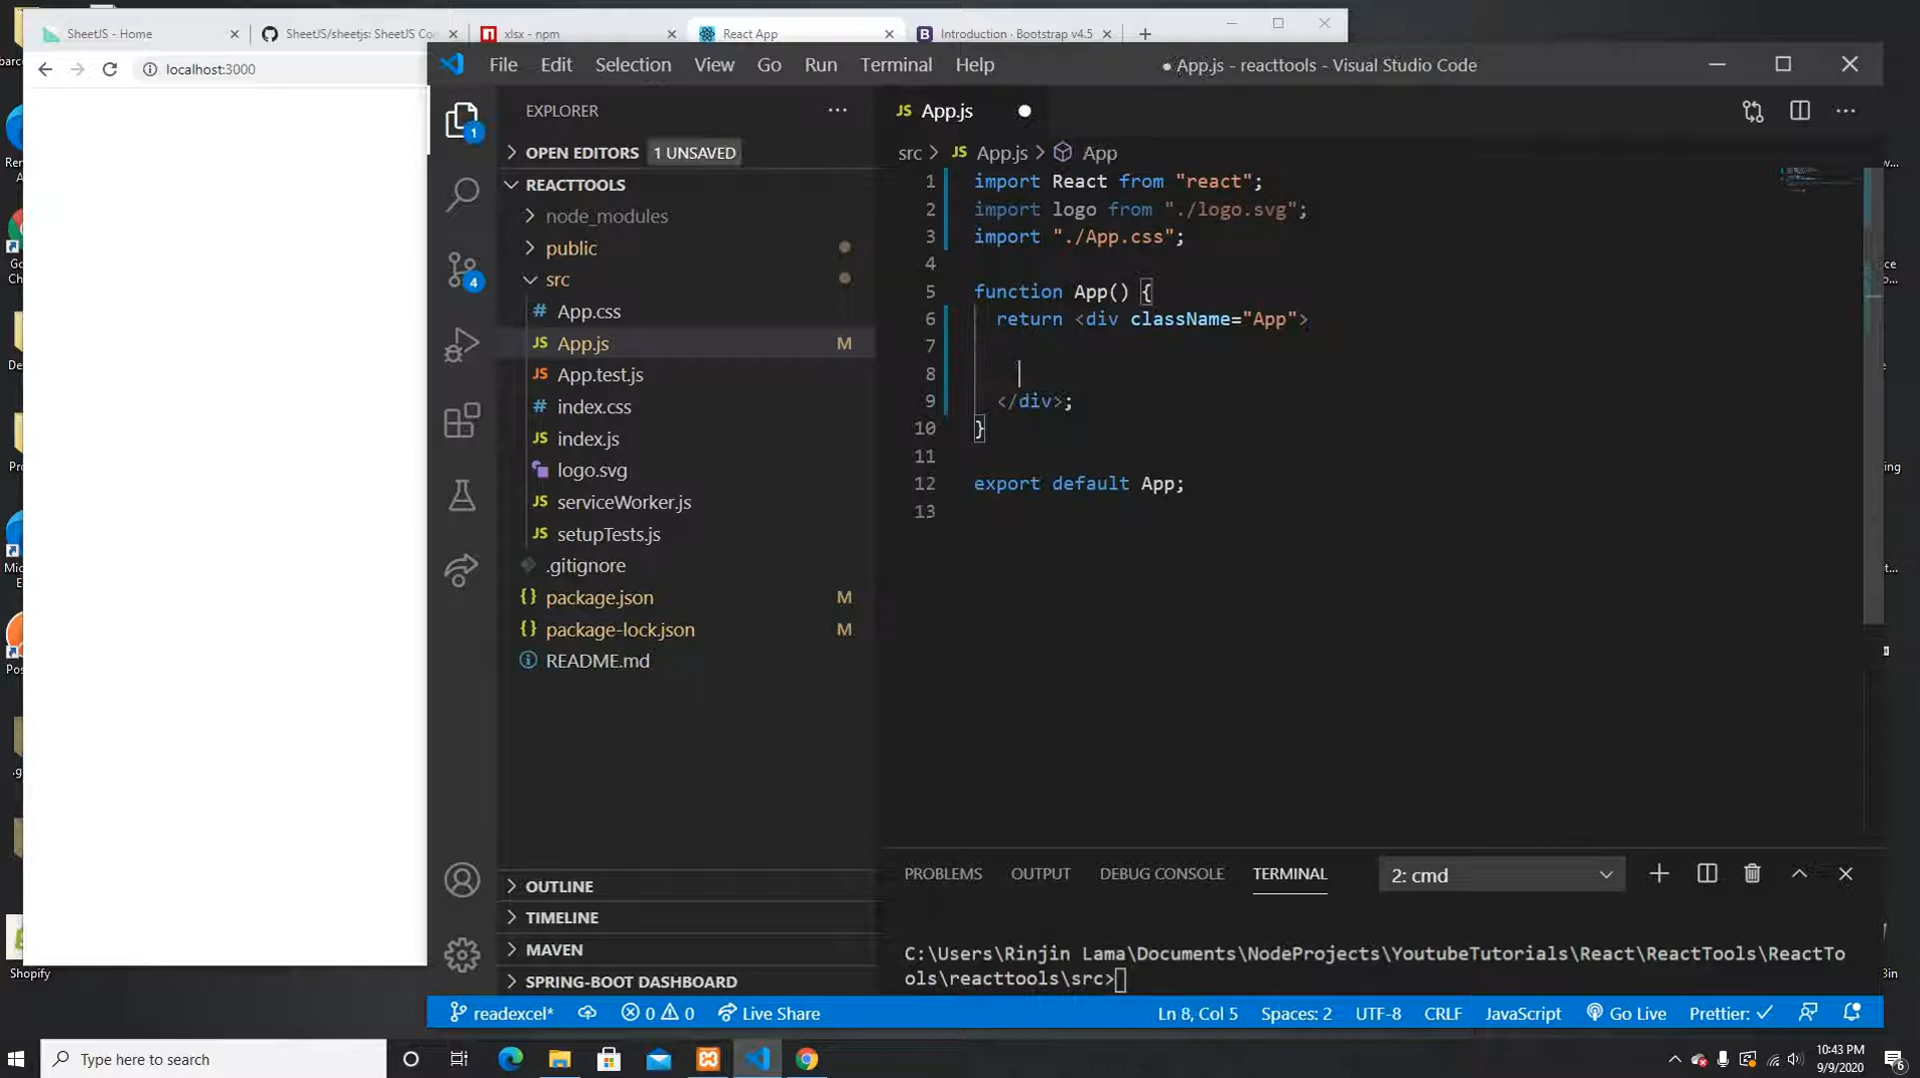 SheetJS - Home
SheetJS/sheetjs: SheetJS Co
xlsx - npm
React App
Introduction · Bootstrap v4.5
localhost:3000
File Edit Selection View Go Run Terminal Help
● App.js - reacttools - Visual Studio Code
EXPLORER
OPEN EDITORS 1 UNSAVED
REACTTOOLS
node_modules
public
src
# App.css
JS App.js M
JS App.test.js
# index.css
JS index.js
logo.svg
JS serviceWorker.js
JS setupTests.js
.gitignore
{} package.json M
{} package-lock.json M
README.md
OUTLINE
TIMELINE
MAVEN
SPRING-BOOT DASHBOARD
1
4
JS App.js
src > JS App.js > App
1 import React from "react";
2 import logo from "./logo.svg";
3 import "./App.css";
4
5 function App() {
6 return <div className="App">
7
8
9 </div>;
10 }
11
12 export default App;
13
PROBLEMS OUTPUT DEBUG CONSOLE TERMINAL 2: cmd
C:\Users\Rinjin Lama\Documents\NodeProjects\YoutubeTutorials\React\ReactTools\ReactTo
ols\reacttools\src>
readexcel* 0 0 Live Share Ln 8, Col 5 Spaces: 2 UTF-8 CRLF JavaScript Go Live Prettier: ✓
Shopify
Type here to search
10:43 PM
9/9/2020
6